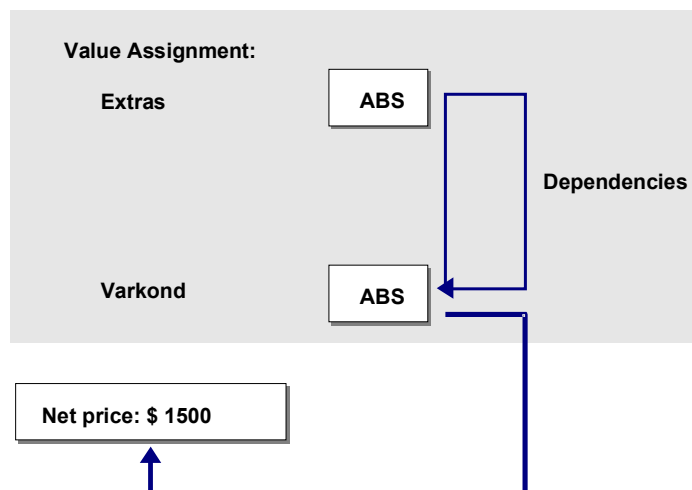 Value Assignment:
Extras
ABS
Dependencies
Varkond
ABS
Net price: $ 1500